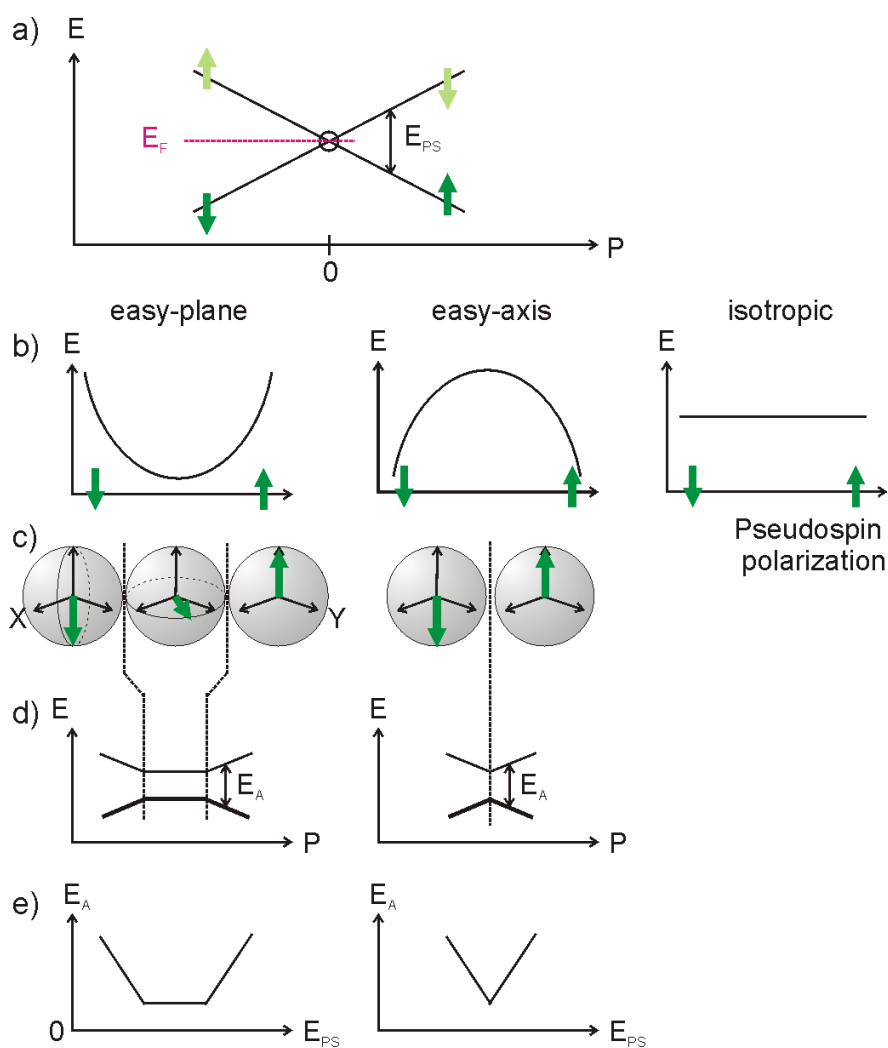 a)
E
E_F
E_PS
P
0
easy-plane
easy-axis
isotropic
b)
E
E
E
Pseudospin
polarization
c)
X
Y
d)
E
E_A
P
E
E_A
P
e)
E_A
0
E_PS
E_A
E_PS